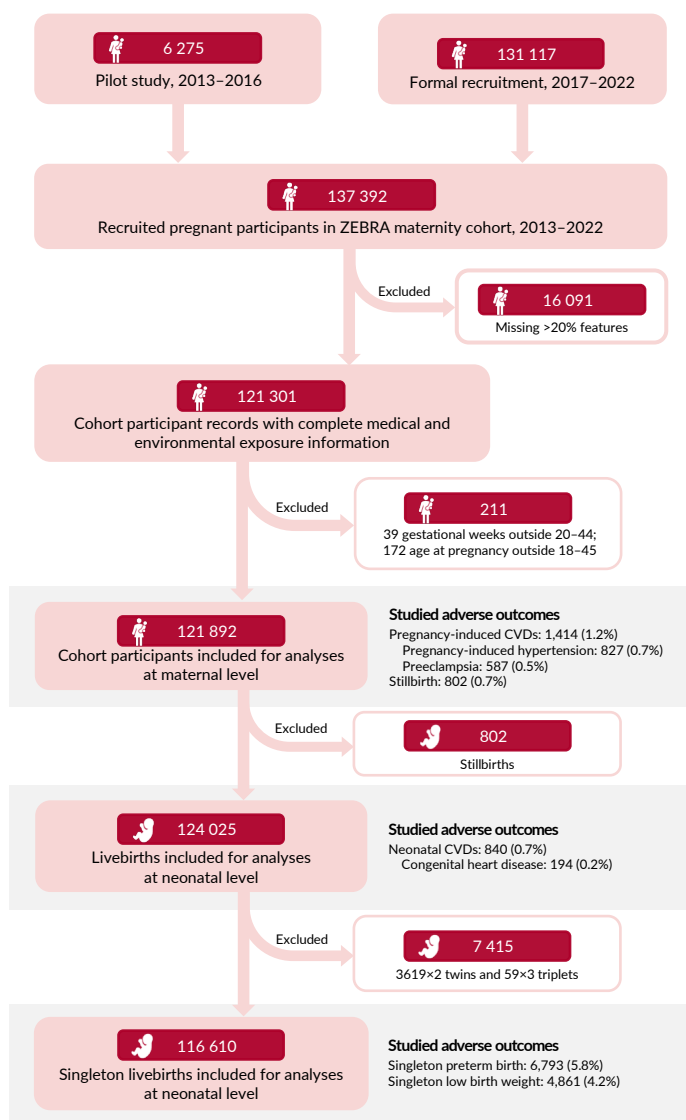 6 275
Pilot study, 2013–2016
131 117
Formal recruitment, 2017–2022
137 392
Recruited pregnant participants in ZEBRA maternity cohort, 2013–2022
Excluded
16 091
Missing >20% features
121 301
Cohort participant records with complete medical and
environmental exposure information
Excluded
211
39 gestational weeks outside 20–44;
172 age at pregnancy outside 18–45
121 892
Cohort participants included for analyses
at maternal level
Studied adverse outcomes
Pregnancy-induced CVDs: 1,414 (1.2%)
Pregnancy-induced hypertension: 827 (0.7%)
Preeclampsia: 587 (0.5%)
Stillbirth: 802 (0.7%)
Excluded
802
Stillbirths
124 025
Livebirths included for analyses
at neonatal level
Studied adverse outcomes
Neonatal CVDs: 840 (0.7%)
Congenital heart disease: 194 (0.2%)
Excluded
7 415
3619×2 twins and 59×3 triplets
116 610
Singleton livebirths included for analyses
at neonatal level
Studied adverse outcomes
Singleton preterm birth: 6,793 (5.8%)
Singleton low birth weight: 4,861 (4.2%)